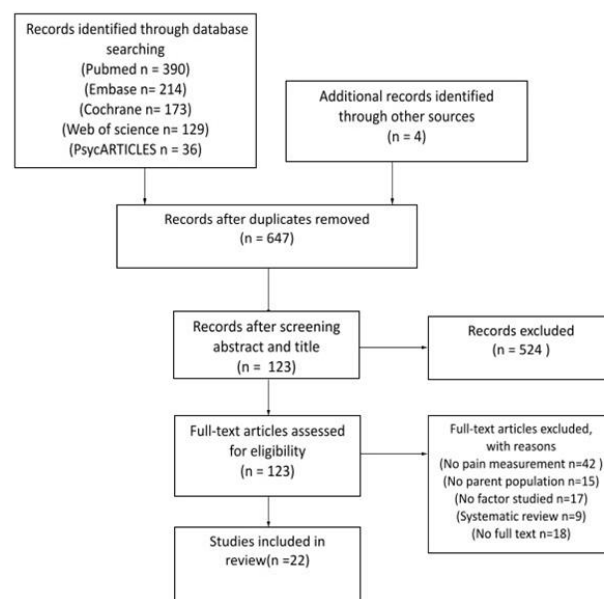 Records identified through database
searching
(Pubmed n = 390)
(Embase n= 214)
(Cochrane n= 173)
(Web of science n= 129)
(PsycARTICLES n = 36)
Additional records identified
through other sources
(n = 4)
Records after duplicates removed
(n = 647)
Records after screening
abstract and title
(n = 123)
Records excluded
(n = 524 )
Full-text articles assessed
for eligibility
(n = 123)
Full-text articles excluded,
with reasons
(No pain measurement n=42 )
(No parent population n=15)
(No factor studied n=17)
(Systematic review n=9)
(No full text n=18)
Studies included in
review(n =22)